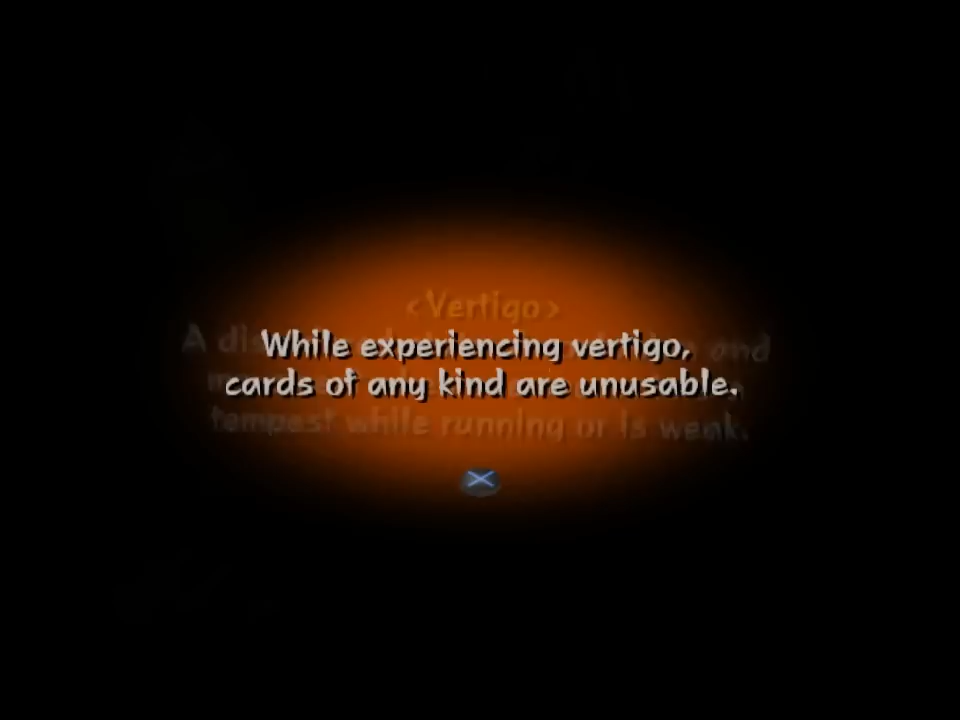 <Vertigo>
While experiencing vertigo,
cards of any kind are unusable.
tempest while running or is weak.